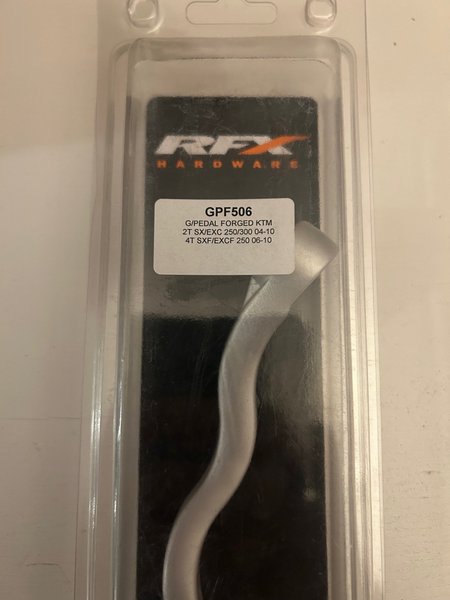 RFX
HARDWARE
GPF506
G/PEDAL FORGED KTM
2T SX/EXC 250/300 04-10
4T SXF/EXCF 250 06-10